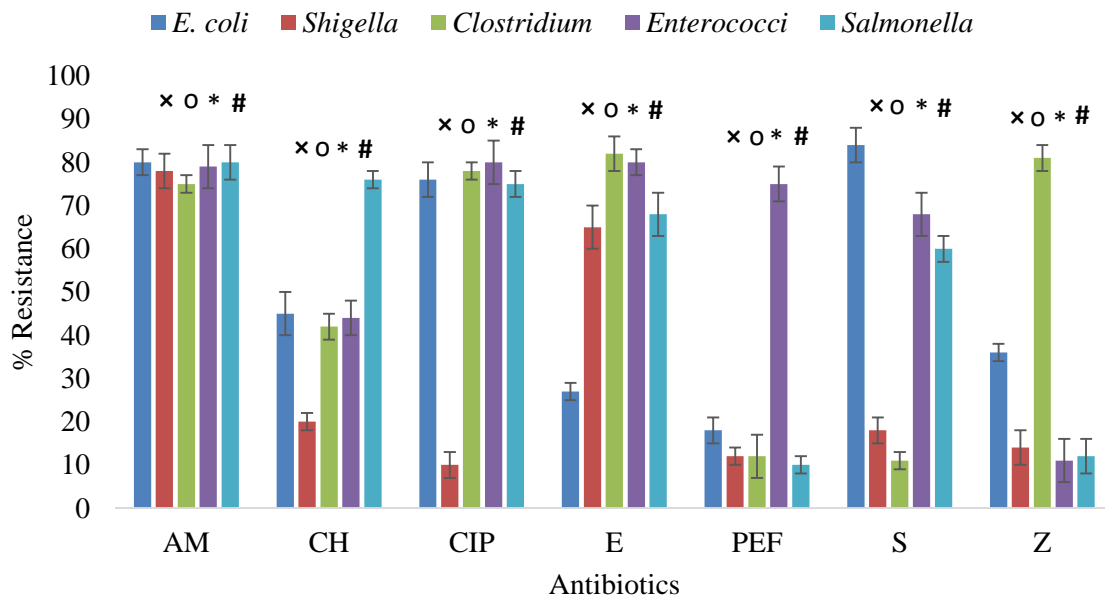 E. coli Shigella Clostridium Enterococci Salmonella
% Resistance
100
90
80
70
60
50
40
30
20
10
0
× o * #
× o * #
× o * #
× o * #
× o * #
× o * #
× o * #
AM CH CIP E PEF S Z
Antibiotics